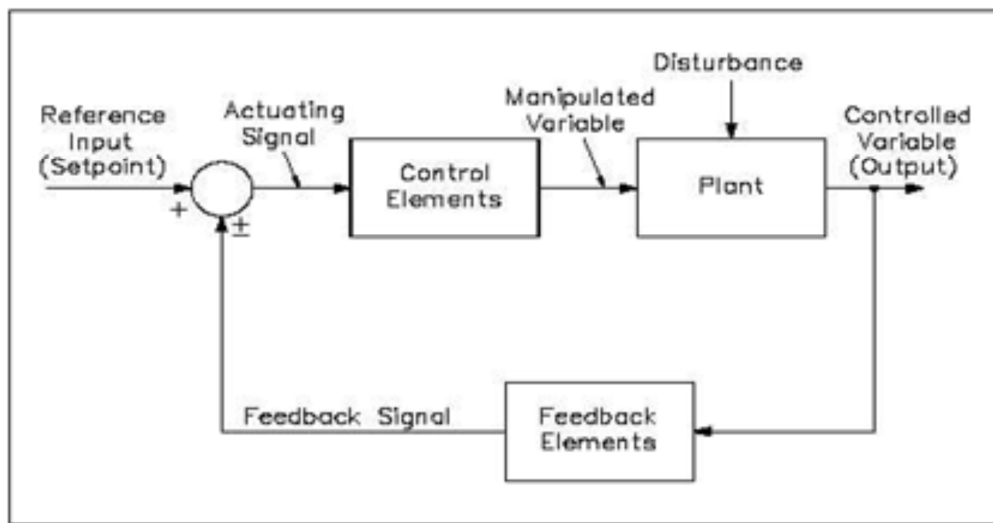 Disturbance
Reference
Input
(Setpoint)
Actuating
Signal
Manipulated
Variable
Controlled
Variable
(Output)
Control
Elements
Plant
+
±
Feedback Signal
Feedback
Elements